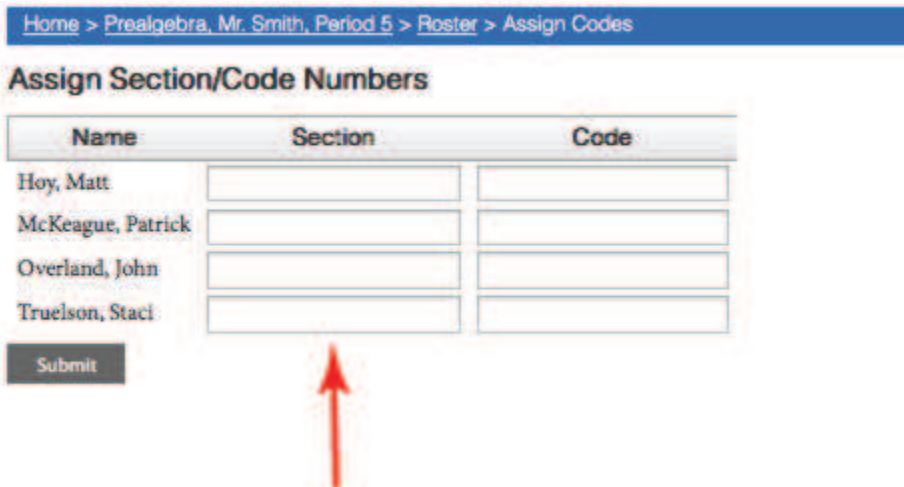 Home > Prealgebra, Mr. Smith, Period 5 > Roster > Assign Codes
Assign Section/Code Numbers
Name Section Code
Hoy, Matt
McKeague, Patrick
Overland, John
Truelson, Staci
Submit